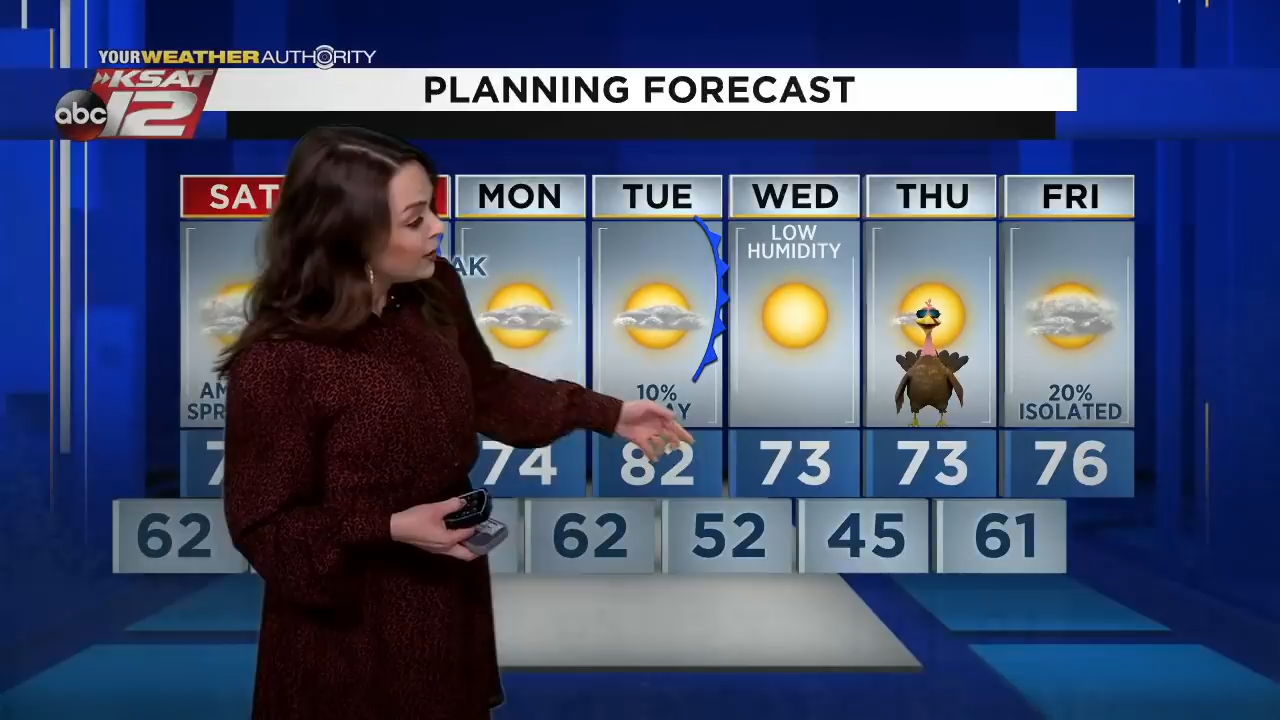 YOURWEATHERAUTHORITY
KSAT
abc 12
PLANNING FORECAST
SAT MON TUE WED THU FRI
LOW
HUMIDITY
10% 20%
ISOLATED
74 82 73 73 76
62 62 52 45 61